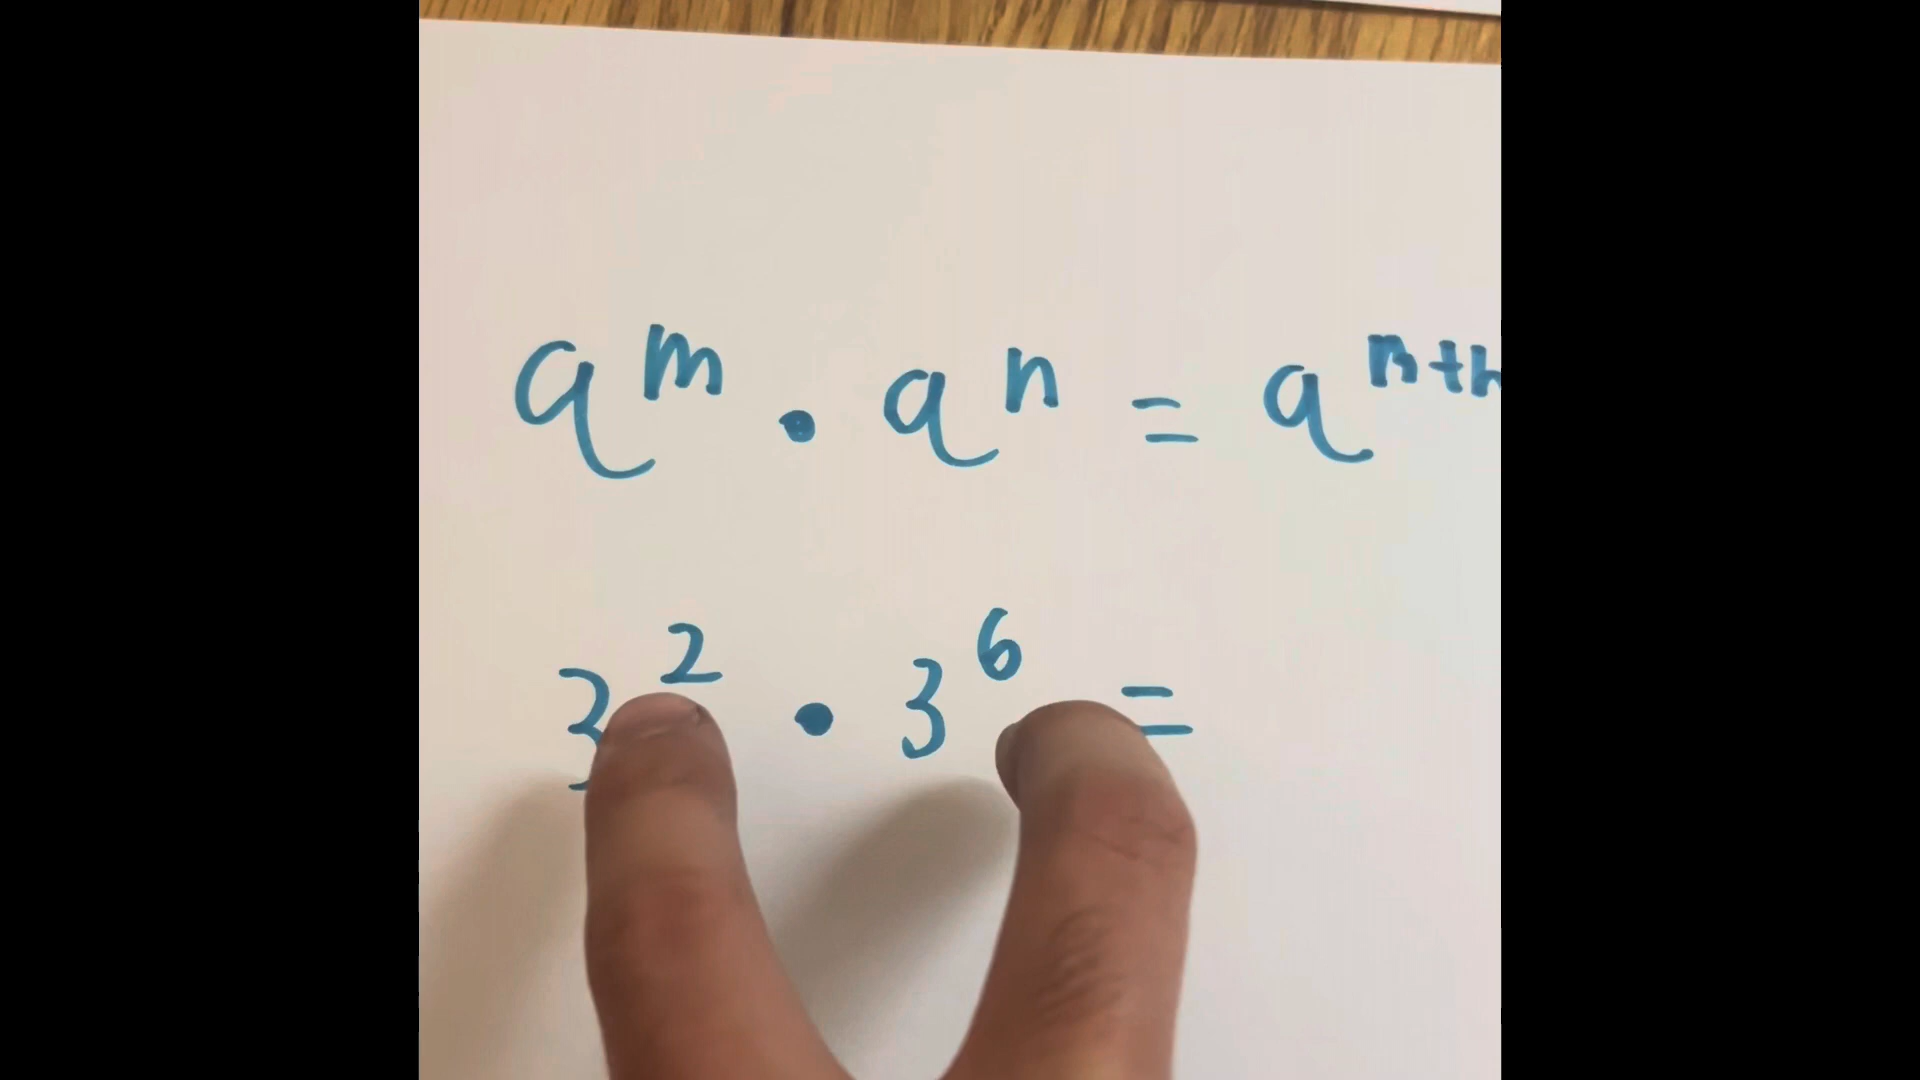 a^m · a^n = a^m+n
3^2 · 3^6 =